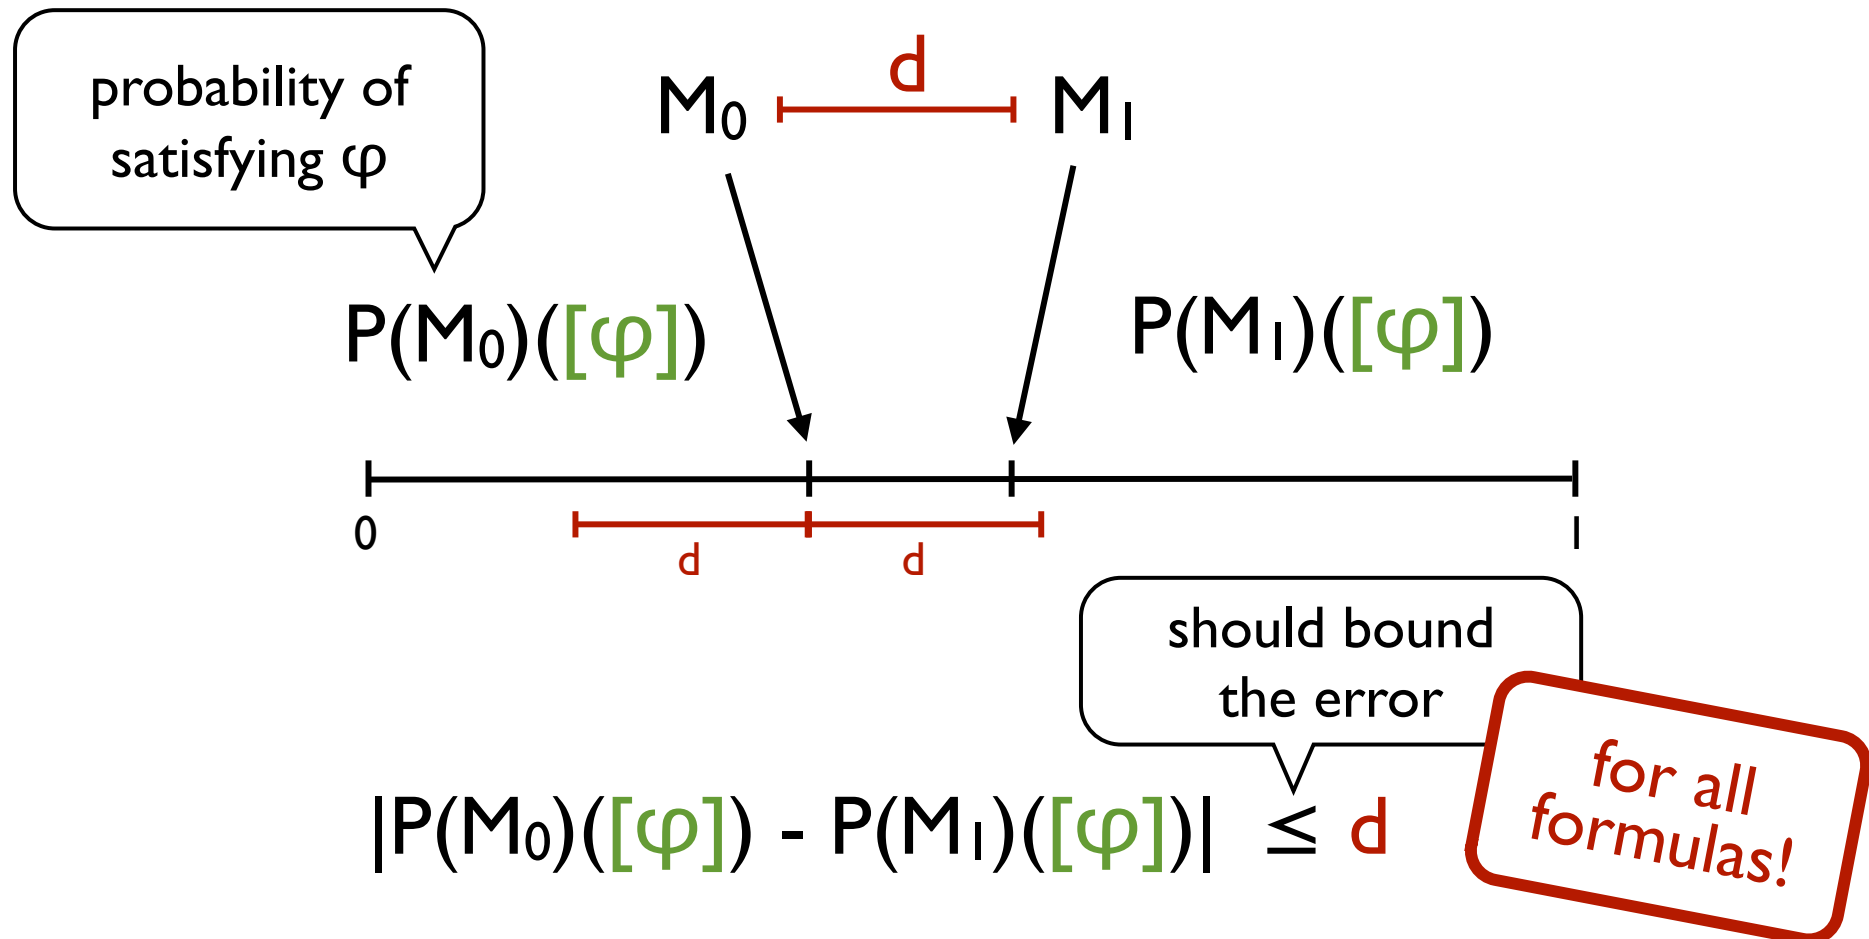 probability of
satisfying φ
M₀ d M₁
P(M₀)([φ])
P(M₁)([φ])
0
1
d
d
should bound
the error
for all
formulas!
|P(M₀)([φ]) - P(M₁)([φ])| ≤ d